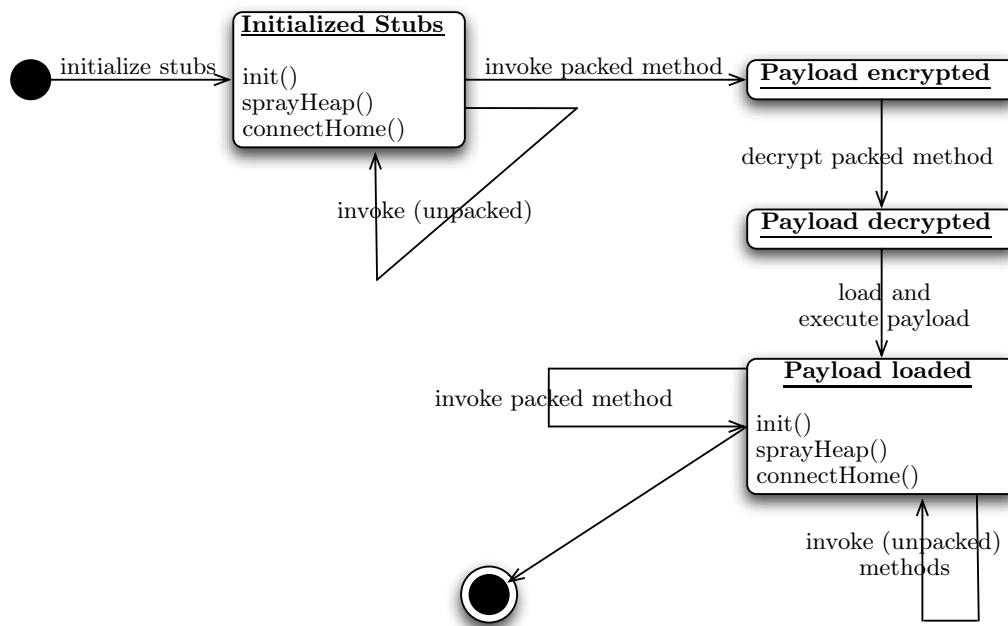 Initialized Stubs
init()
sprayHeap()
connectHome()
initialize stubs
invoke packed method
Payload encrypted
invoke (unpacked)
decrypt packed method
Payload decrypted
load and
execute payload
Payload loaded
init()
sprayHeap()
connectHome()
invoke packed method
invoke (unpacked)
methods